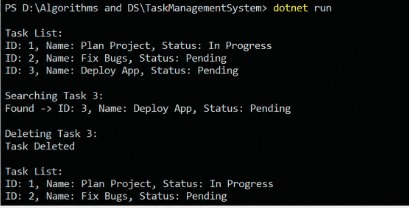 PS D:\Algorithms and DS\TaskManagementSystem> dotnet run
Task List:
ID: 1, Name: Plan Project, Status: In Progress
ID: 2, Name: Fix Bugs, Status: Pending
ID: 3, Name: Deploy App, Status: Pending
Searching Task 3:
Found -> ID: 3, Name: Deploy App, Status: Pending
Deleting Task 3:
Task Deleted
Task List:
ID: 1, Name: Plan Project, Status: In Progress
ID: 2, Name: Fix Bugs, Status: Pending